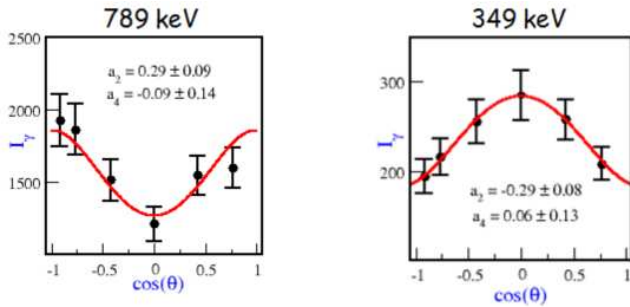 789 keV
2500
2000
1500
a₂ = 0.29 ± 0.09
a₄ = -0.09 ± 0.14
I_γ
-1 -0.5 0 0.5 1
cos(θ)
349 keV
300
200
a₂ = -0.29 ± 0.08
a₄ = 0.06 ± 0.13
I_γ
-1 -0.5 0 0.5 1
cos(θ)